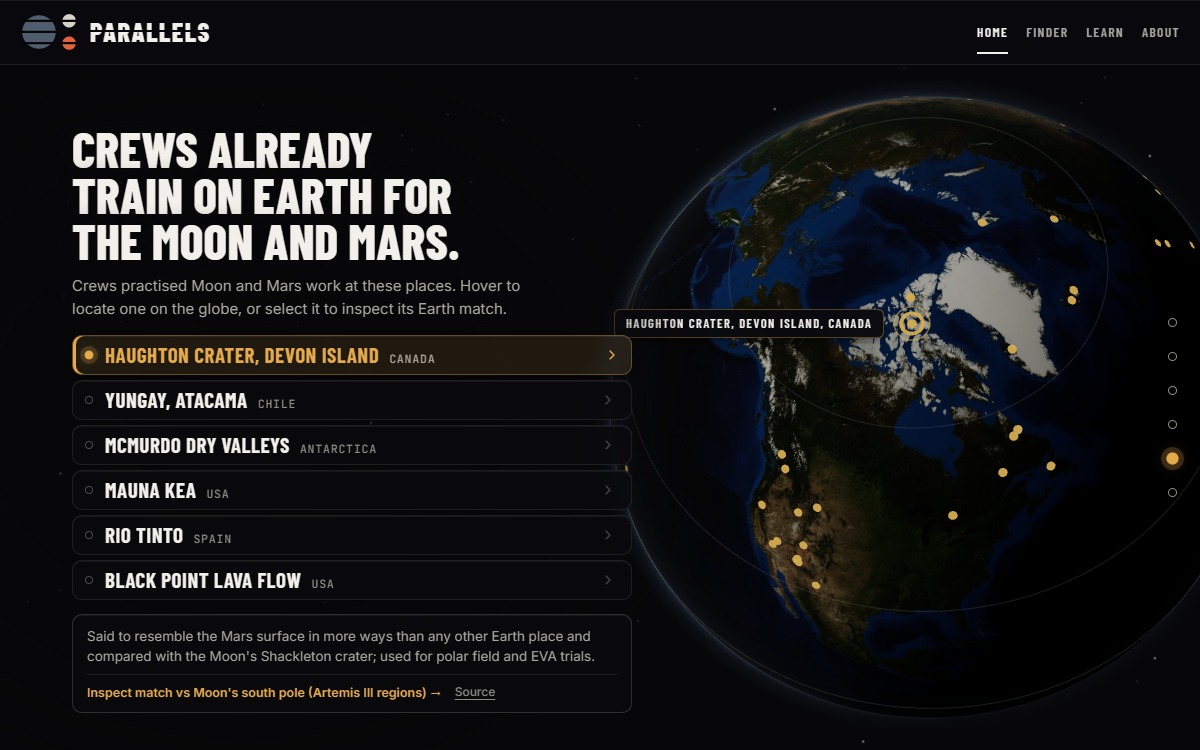 PARALLELS
HOME FINDER LEARN ABOUT
CREWS ALREADY
TRAIN ON EARTH FOR
THE MOON AND MARS.
Crews practised Moon and Mars work at these places. Hover to
locate one on the globe, or select it to inspect its Earth match.
HAUGHTON CRATER, DEVON ISLAND, CANADA
HAUGHTON CRATER, DEVON ISLAND CANADA
YUNGAY, ATACAMA CHILE
MCMURDO DRY VALLEYS ANTARCTICA
MAUNA KEA USA
RIO TINTO SPAIN
BLACK POINT LAVA FLOW USA
Said to resemble the Mars surface in more ways than any other Earth place and
compared with the Moon's Shackleton crater; used for polar field and EVA trials.
Inspect match vs Moon's south pole (Artemis III regions) → Source